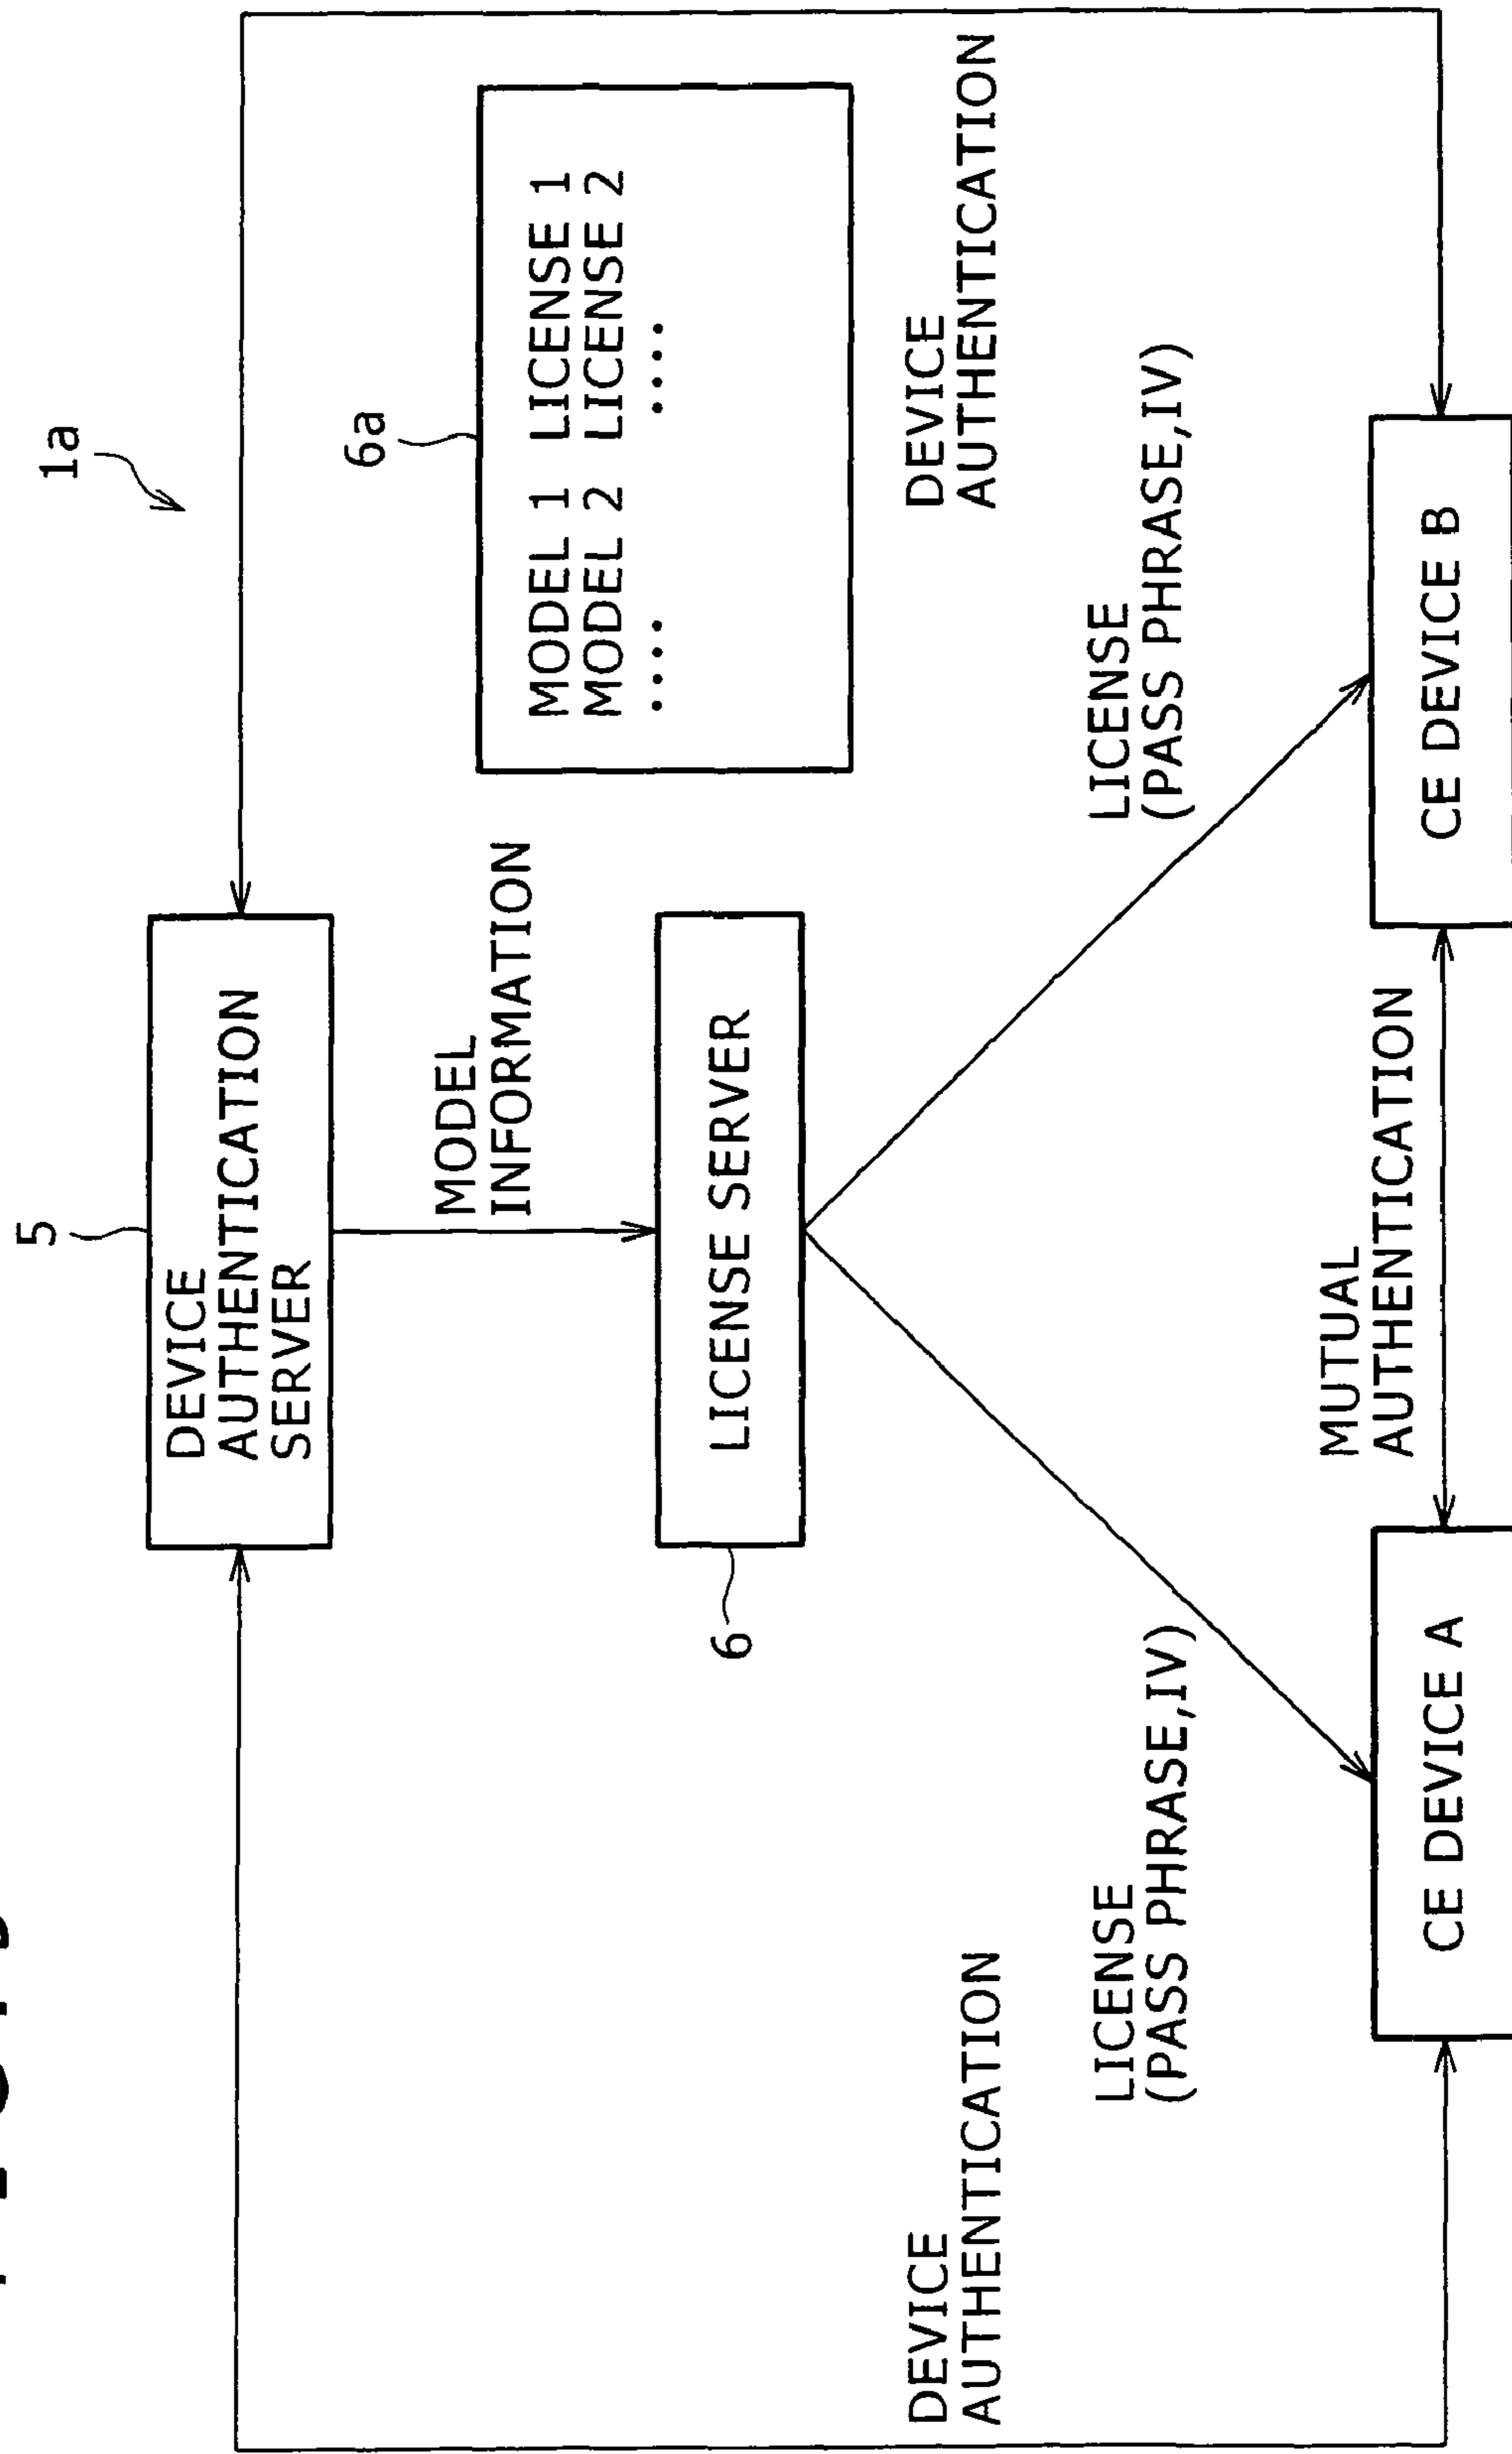 1a
5
DEVICE
AUTHENTICATION
SERVER
MODEL
INFORMATION
6a
MODEL 1 LICENSE 1
MODEL 2 LICENSE 2
.... ....
6
LICENSE SERVER
DEVICE
AUTHENTICATION
DEVICE
AUTHENTICATION
LICENSE
(PASS PHRASE,IV)
LICENSE
(PASS PHRASE,IV)
MUTUAL
AUTHENTICATION
CE DEVICE A
CE DEVICE B